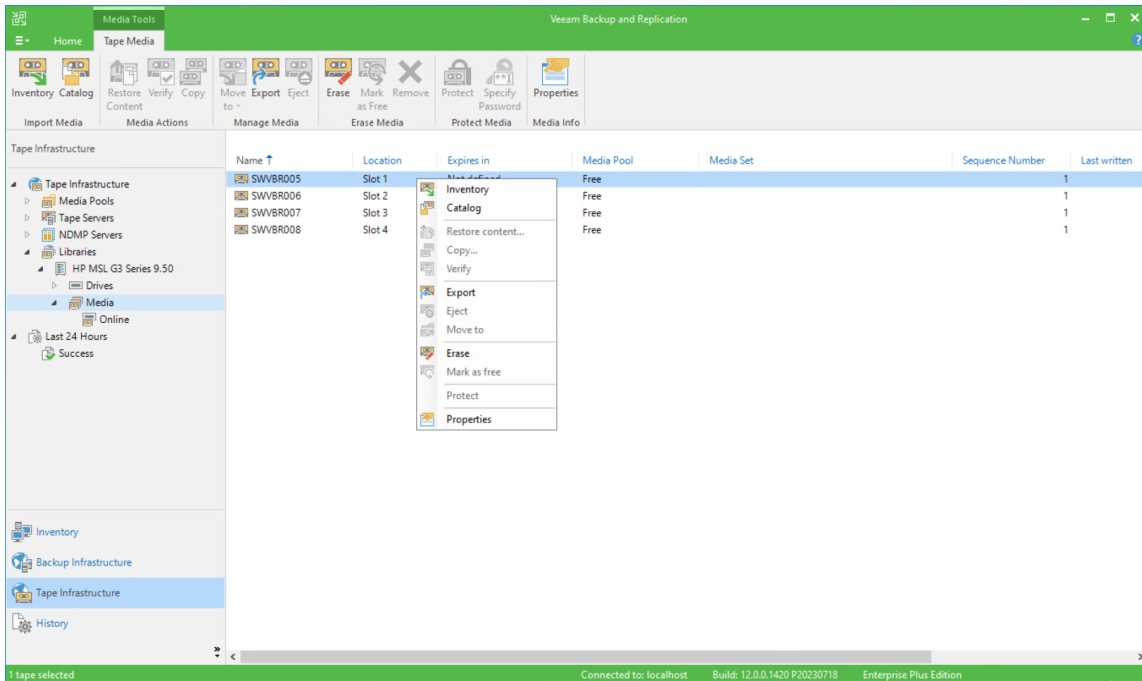 Media Tools
Veeam Backup and Replication
Home Tape Media
Inventory Catalog Restore Content Verify Copy Move to Export Eject Erase Mark as Free Remove Protect Specify Password Properties
Import Media Media Actions Manage Media Erase Media Protect Media Media Info
Tape Infrastructure
Tape Infrastructure
Media Pools
Tape Servers
NDMP Servers
Libraries
HP MSL G3 Series 9.50
Drives
Media
Online
Last 24 Hours
Success
Inventory
Backup Infrastructure
Tape Infrastructure
History
Name Location Expires in Media Pool Media Set Sequence Number Last written
SWVBR005 Slot 1 Not defined Free 1
SWVBR006 Slot 2 Free 1
SWVBR007 Slot 3 Free 1
SWVBR008 Slot 4 Free 1
Inventory
Catalog
Restore content...
Copy...
Verify
Export
Eject
Move to
Erase
Mark as free
Protect
Properties
1 tape selected Connected to: localhost Build: 12.0.0.1420 P20230718 Enterprise Plus Edition